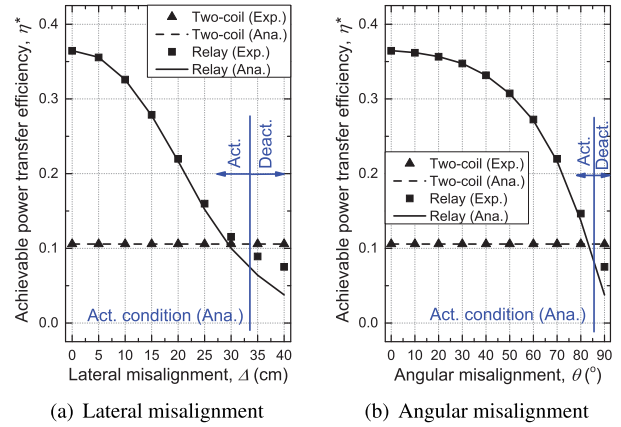 Achievable power transfer efficiency, η*
0.4
0.3
0.2
0.1
0.0
Two-coil (Exp.)
Two-coil (Ana.)
Relay (Exp.)
Relay (Ana.)
Act.
Deact.
Act. condition (Ana.)
0 5 10 15 20 25 30 35 40
Lateral misalignment, Δ (cm)
(a) Lateral misalignment
Achievable power transfer efficiency, η*
0.4
0.3
0.2
0.1
0.0
Act.
Deact.
Two-coil (Exp.)
Two-coil (Ana.)
Relay (Exp.)
Relay (Ana.)
Act. condition (Ana.)
0 10 20 30 40 50 60 70 80 90
Angular misalignment, θ (°)
(b) Angular misalignment